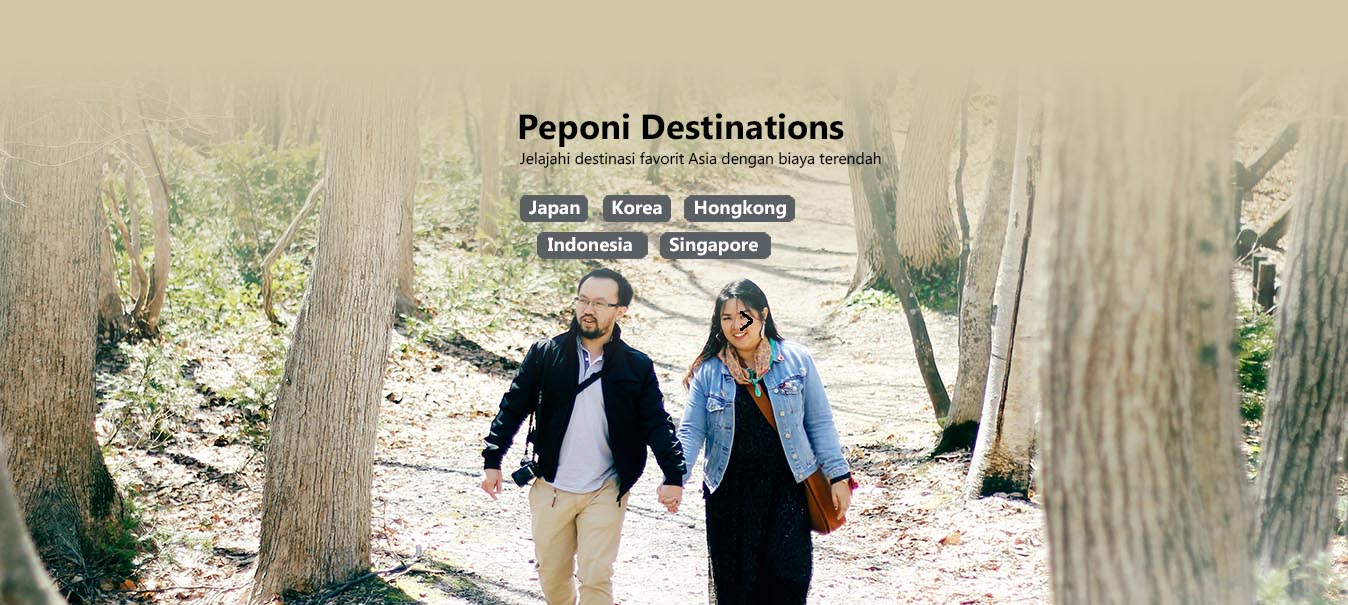 Peponi Destinations
Jelajahi destinasi favorit Asia dengan biaya terendah
Japan Korea Hongkong
Indonesia Singapore